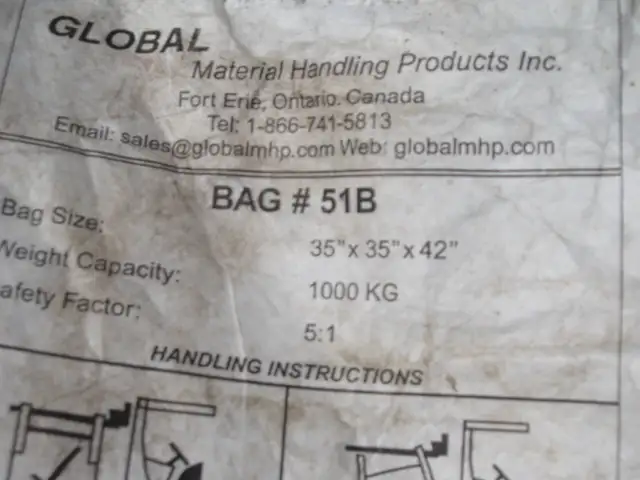 GLOBAL
Material Handling Products Inc.
Fort Erie, Ontario. Canada
Tel: 1-866-741-5813
Email: sales@globalmhp.com Web: globalmhp.com
BAG # 51B
Bag Size: 35"x 35"x 42"
Weight Capacity: 1000 KG
afety Factor: 5:1
HANDLING INSTRUCTIONS